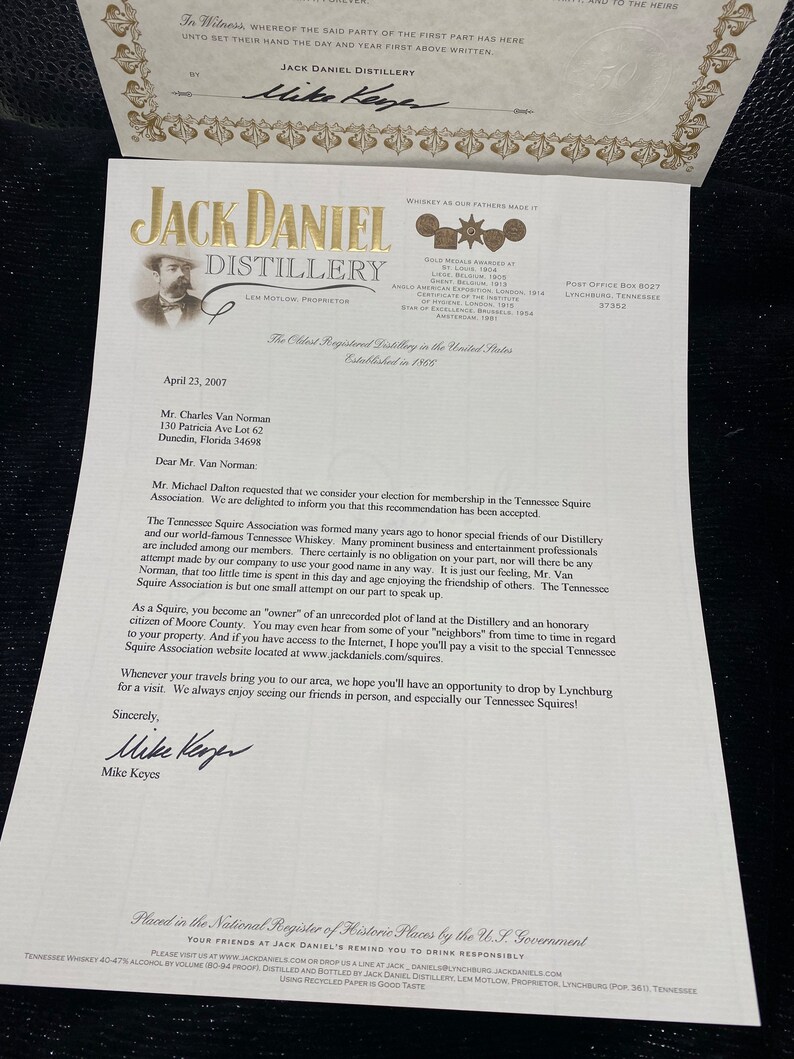 FOREVER.
, AND TO THE HEIRS
In Witness, WHEREOF THE SAID PARTY OF THE FIRST PART HAS HERE
UNTO SET THEIR HAND THE DAY AND YEAR FIRST ABOVE WRITTEN.
JACK DANIEL DISTILLERY
BY Mike Keyes
JACK DANIEL
DISTILLERY
LEM MOTLOW, PROPRIETOR
WHISKEY AS OUR FATHERS MADE IT
GOLD MEDALS AWARDED AT
ST. LOUIS, 1904
LIEGE, BELGIUM, 1905
GHENT, BELGIUM, 1913
ANGLO AMERICAN EXPOSITION, LONDON, 1914
CERTIFICATE OF THE INSTITUTE
OF HYGIENE, LONDON, 1915
STAR OF EXCELLENCE, BRUSSELS, 1954
AMSTERDAM, 1981
POST OFFICE BOX 8027
LYNCHBURG, TENNESSEE
37352
The Oldest Registered Distillery in the United States
Established in 1866
April 23, 2007
Mr. Charles Van Norman
130 Patricia Ave Lot 62
Dunedin, Florida 34698
Dear Mr. Van Norman:
Mr. Michael Dalton requested that we consider your election for membership in the Tennessee Squire
Association. We are delighted to inform you that this recommendation has been accepted.
The Tennessee Squire Association was formed many years ago to honor special friends of our Distillery
and our world-famous Tennessee Whiskey. Many prominent business and entertainment professionals
are included among our members. There certainly is no obligation on your part, nor will there be any
attempt made by our company to use your good name in any way. It is just our feeling, Mr. Van
Norman, that too little time is spent in this day and age enjoying the friendship of others. The Tennessee
Squire Association is but one small attempt on our part to speak up.
As a Squire, you become an "owner" of an unrecorded plot of land at the Distillery and an honorary
citizen of Moore County. You may even hear from some of your "neighbors" from time to time in regard
to your property. And if you have access to the Internet, I hope you'll pay a visit to the special Tennessee
Squire Association website located at www.jackdaniels.com/squires.
Whenever your travels bring you to our area, we hope you'll have an opportunity to drop by Lynchburg
for a visit. We always enjoy seeing our friends in person, and especially our Tennessee Squires!
Sincerely,
Mike Keyes
Mike Keyes
Placed in the National Register of Historic Places by the U.S. Government
YOUR FRIENDS AT JACK DANIEL'S REMIND YOU TO DRINK RESPONSIBLY
PLEASE VISIT US AT WWW.JACKDANIELS.COM OR DROP US A LINE AT JACK_DANIELS@LYNCHBURG.JACKDANIELS.COM
TENNESSEE WHISKEY 40-47% ALCOHOL BY VOLUME (80-94 PROOF). DISTILLED AND BOTTLED BY JACK DANIEL DISTILLERY, LEM MOTLOW, PROPRIETOR, LYNCHBURG (POP. 361), TENNESSEE
USING RECYCLED PAPER IS GOOD TASTE